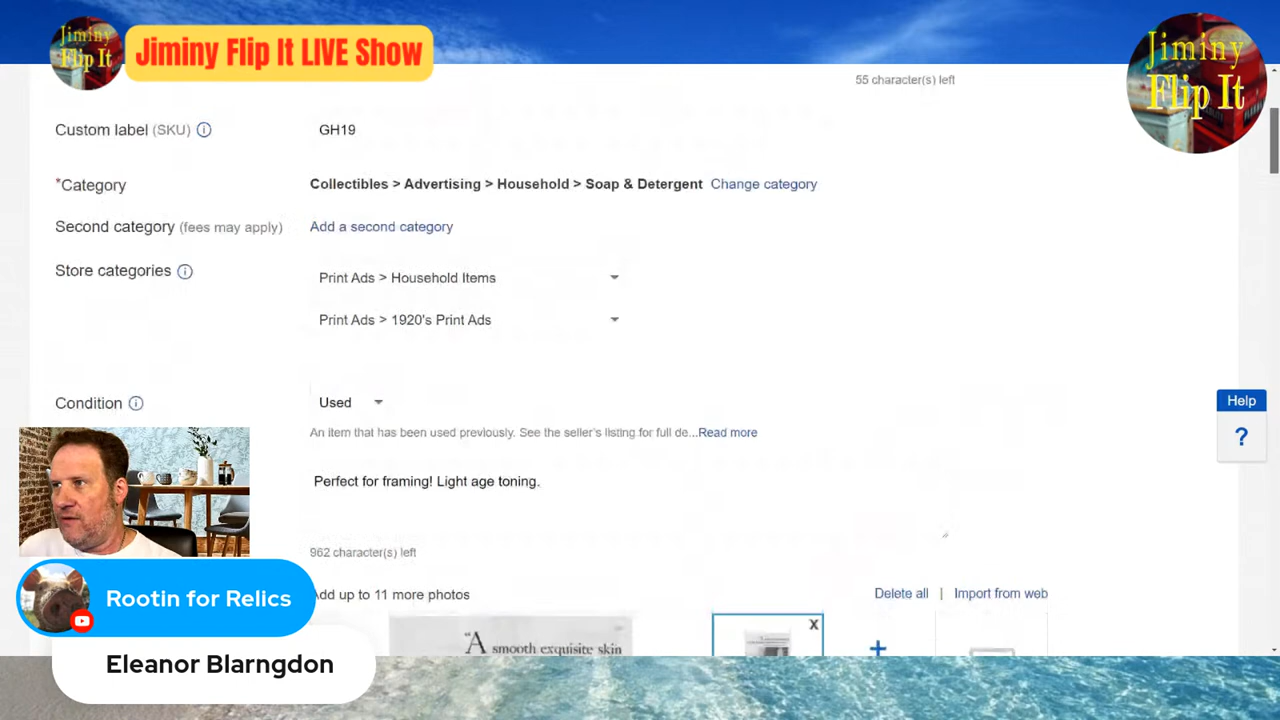 Jiminy
Flip It
Jiminy Flip It LIVE Show
Jiminy
Flip It
55 character(s) left
Custom label (SKU) i
GH19
*Category
Collectibles > Advertising > Household > Soap & Detergent Change category
Second category (fees may apply)
Add a second category
Store categories i
Print Ads > Household Items
Print Ads > 1920's Print Ads
Condition i
Used
An item that has been used previously. See the seller's listing for full de...Read more
Help
?
Perfect for framing! Light age toning.
962 character(s) left
Add up to 11 more photos
Delete all | Import from web
"A smooth exquisite skin
X
+
Rootin for Relics
Eleanor Blarngdon